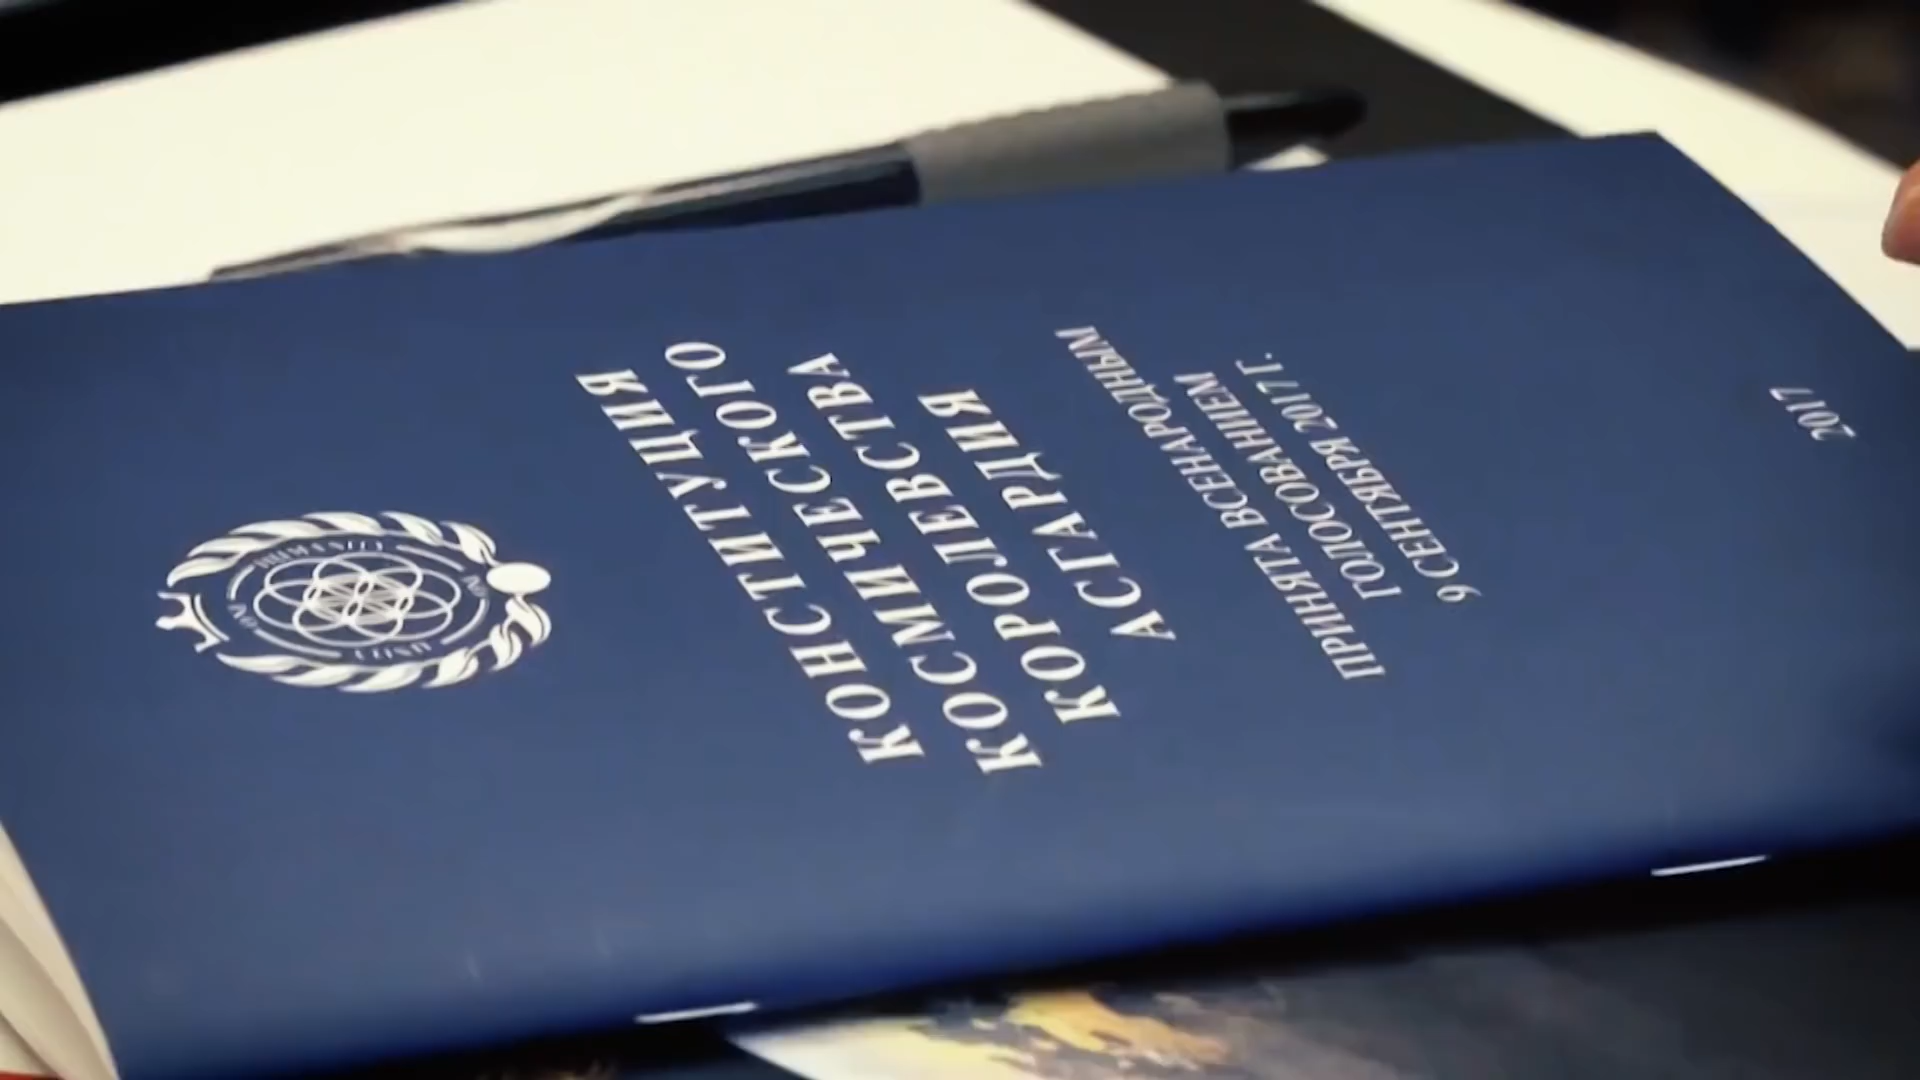 КОНСТИТУЦИЯ
КОСМИЧЕСКОГО
КОРОЛЕВСТВА
АСГАРДИЯ
ПРИНЯТА ВСЕНАРОДНЫМ
ГОЛОСОВАНИЕМ
9 СЕНТЯБРЯ 2017 Г.
2017